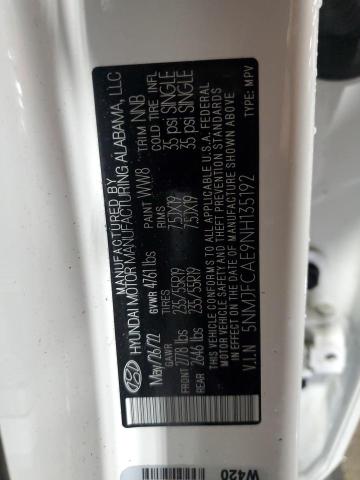 MANUFACTURED BY
HYUNDAI MOTOR MANUFACTURING ALABAMA, LLC
May/26/22 GVWR 4761lbs PAINT WW8 TRIM NNB
GAWR TIRES RIMS COLD TIRE INFL
FRONT 2778 lbs 235/55R19 7.5JX19 35 psi SINGLE
REAR 2646 lbs 235/55R19 7.5JX19 35 psi SINGLE
THIS VEHICLE CONFORMS TO ALL APPLICABLE U.S.A. FEDERAL
MOTOR VEHICLE SAFETY AND THEFT PREVENTION STANDARDS
IN EFFECT ON THE DATE OF MANUFACTURE SHOWN ABOVE
V.I.N 5NMJFCAE9NH135192 TYPE: MPV
W420